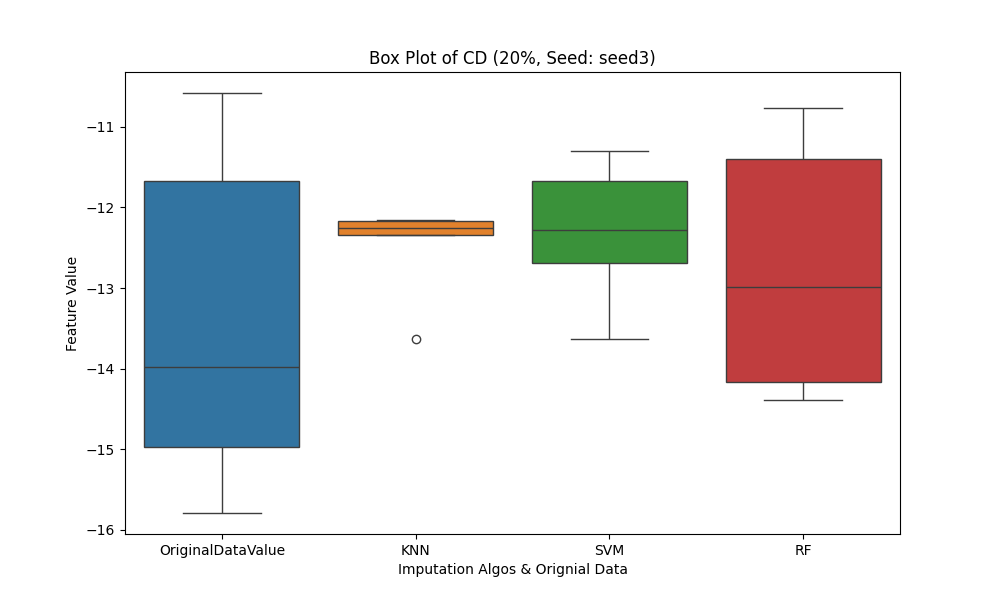 Box Plot of CD (20%, Seed: seed3)
Feature Value
−11
−12
−13
−14
−15
−16
OriginalDataValue
KNN
SVM
RF
Imputation Algos & Orignial Data